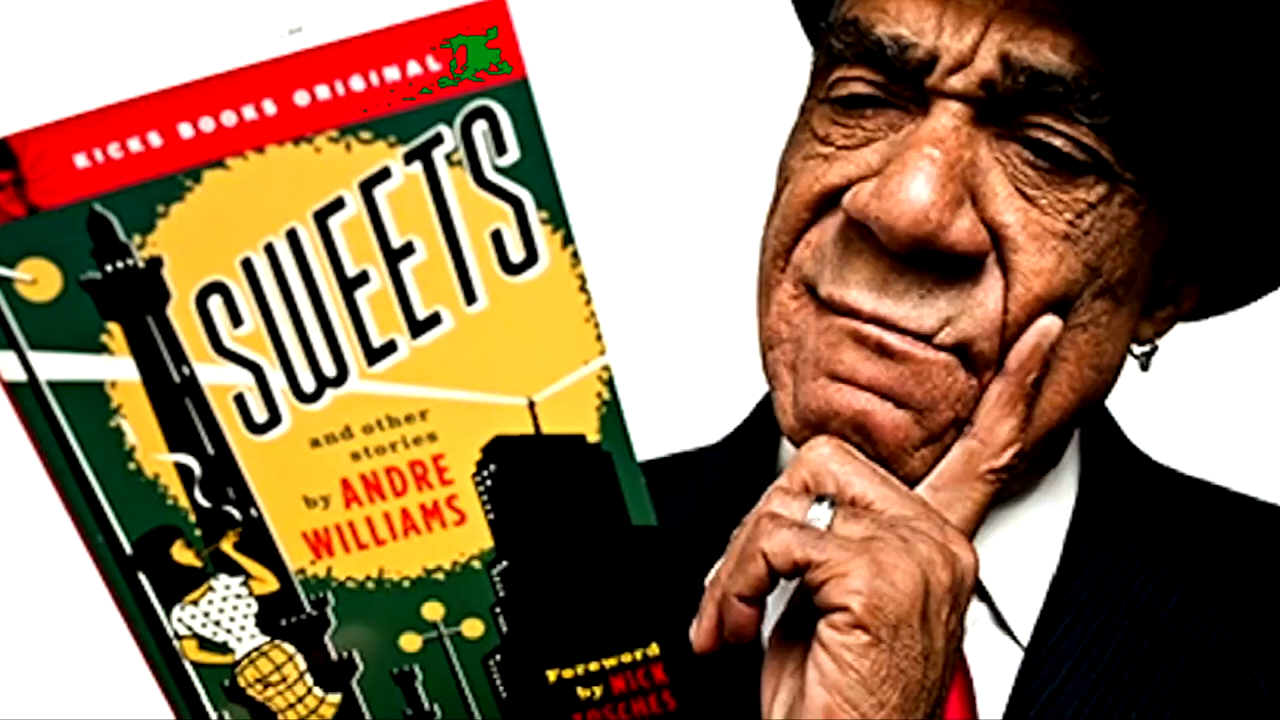 KICKS BOOKS ORIGINAL
SWEETS
and other
stories
by ANDRE
WILLIAMS
Foreword
by NICK
TOSCHES